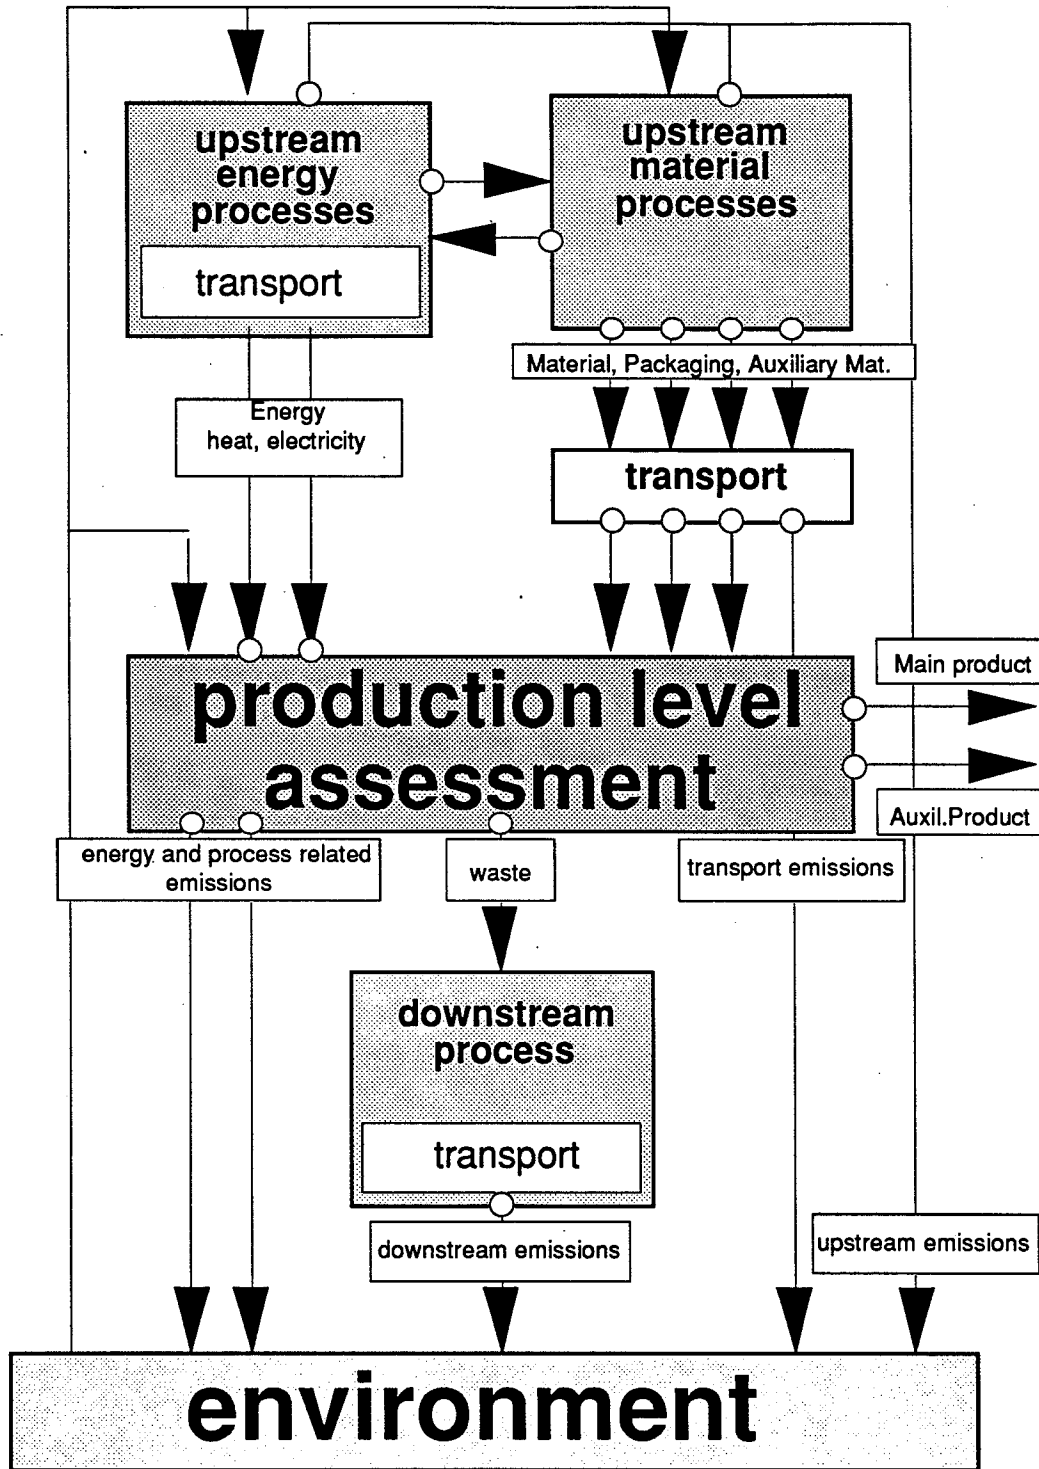 upstream
energy
processes
transport
upstream
material
processes
Material, Packaging, Auxiliary Mat.
Energy
heat, electricity
transport
production level
assessment
Main product
Auxil.Product
energy and process related
emissions
waste
transport emissions
downstream
process
transport
downstream emissions
upstream emissions
environment